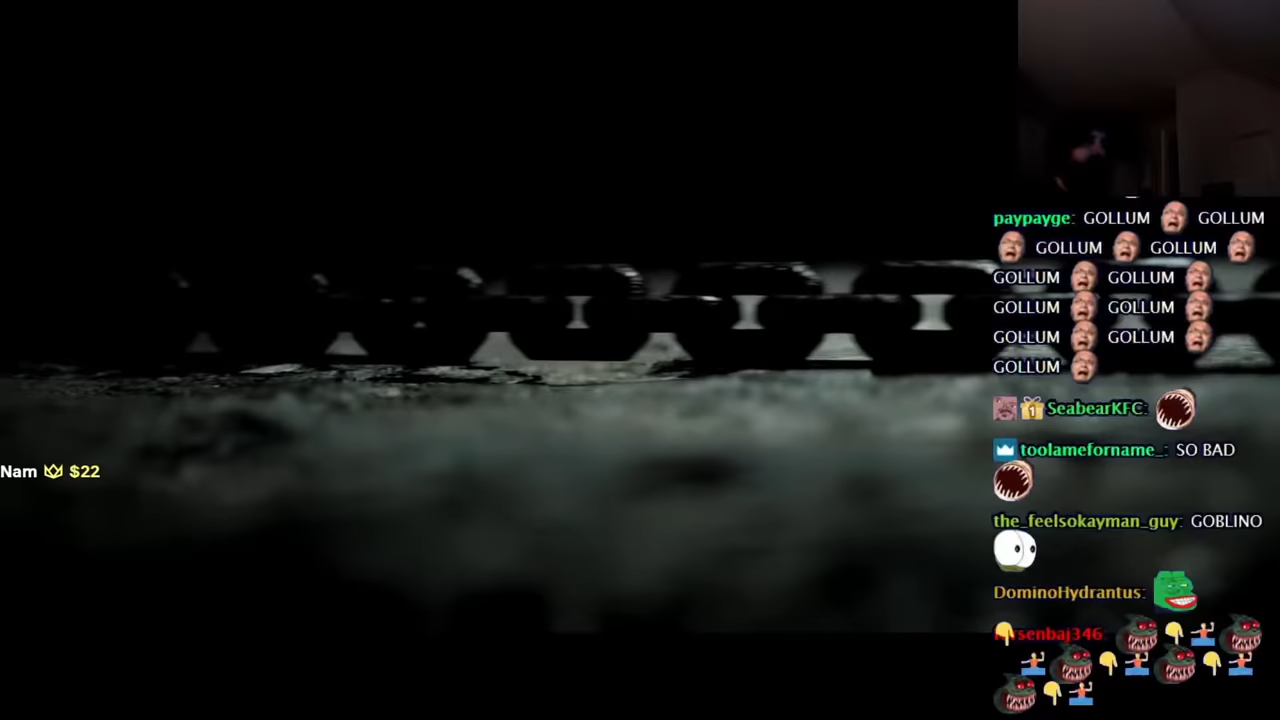 paypayge: GOLLUM GOLLUM
GOLLUM GOLLUM
GOLLUM GOLLUM
GOLLUM GOLLUM
GOLLUM GOLLUM
GOLLUM
1 SeabearKFC:
toolameforname_: SO BAD
Nam $22
the_feelsokayman_guy: GOBLINO
DominoHydrantus: